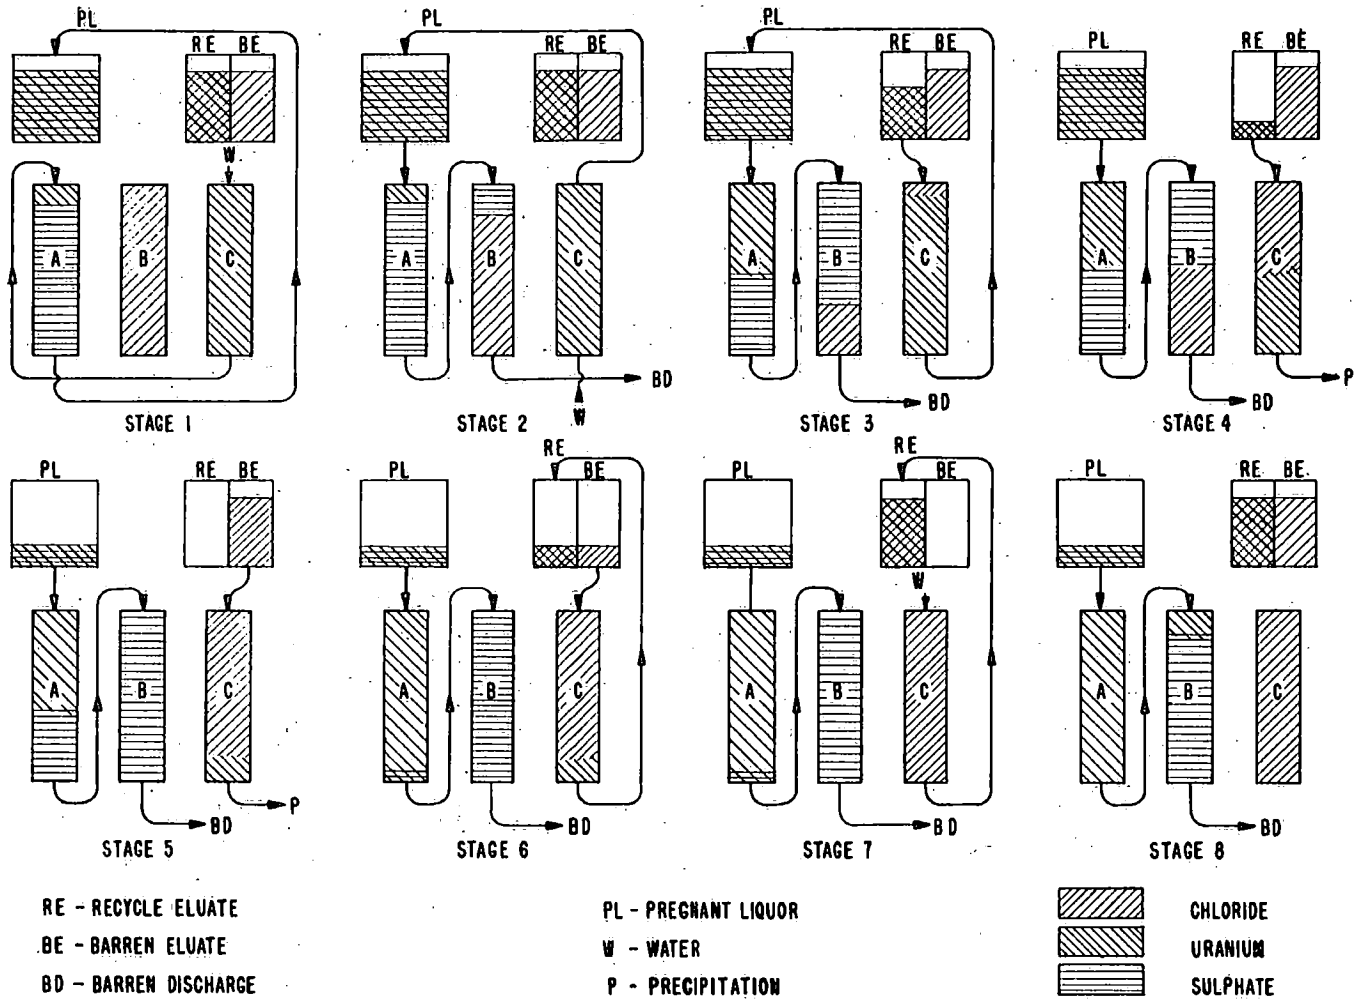 PL PL PL PL
RE BE RE BE RE BE RE BE
W
A B C A B C A B C A B C
BD BD BD P
W
STAGE 1 STAGE 2 STAGE 3 STAGE 4
RE RE
PL RE BE PL BE PL BE PL RE BE
W
A B C A B C A B C A B C
P
BD BD BD BD
STAGE 5 STAGE 6 STAGE 7 STAGE 8
RE - RECYCLE ELUATE PL - PREGNANT LIQUOR CHLORIDE
BE - BARREN ELUATE W - WATER URANIUM
BD - BARREN DISCHARGE P - PRECIPITATION SULPHATE